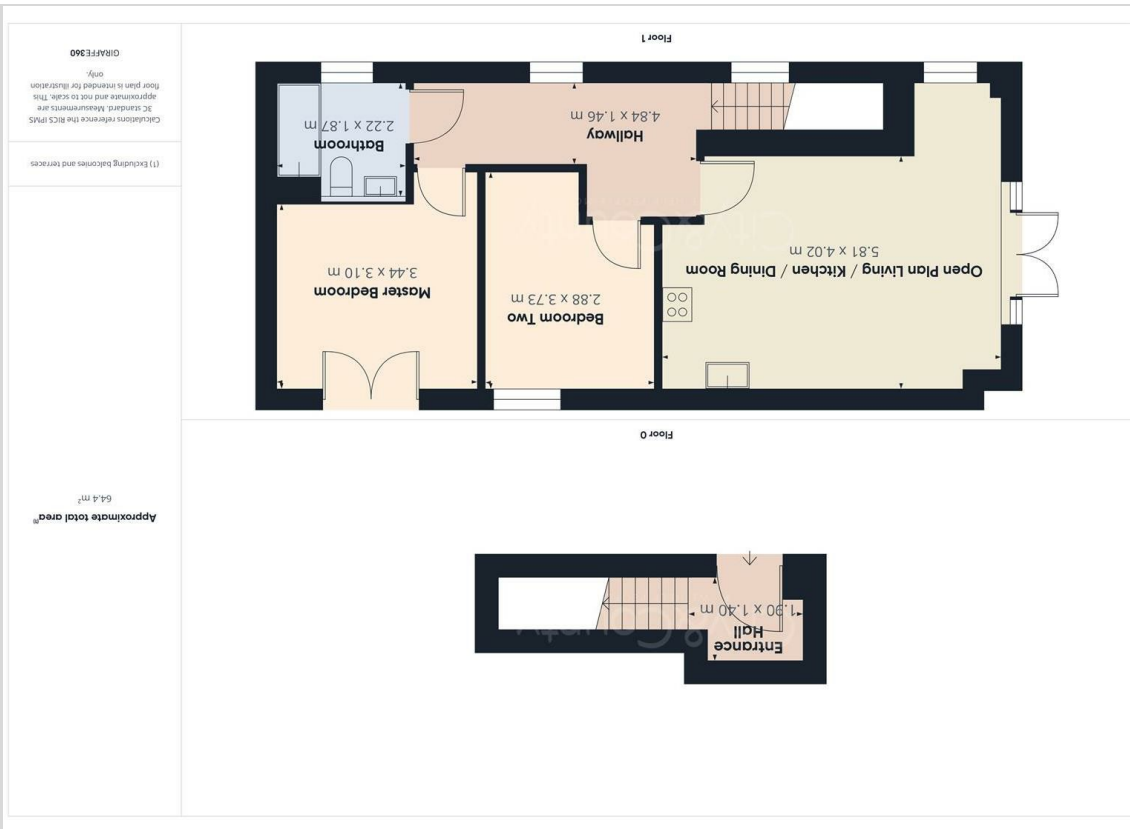 Entrance
Hall
1.90 x 1.40 m
City&County
Floor 0
Open Plan Living / Kitchen / Dining Room
5.81 x 4.02 m
Bedroom Two
2.88 x 3.73 m
Master Bedroom
3.44 x 3.10 m
City&County
Hallway
4.84 x 1.46 m
Bathroom
2.22 x 1.87 m
Floor 1
Approximate total area(1)
64.4 m²
(1) Excluding balconies and terraces
Calculations reference the RICS IPMS
3C standard. Measurements are
approximate and not to scale. This
floor plan is intended for illustration
only.
GIRAFFE360